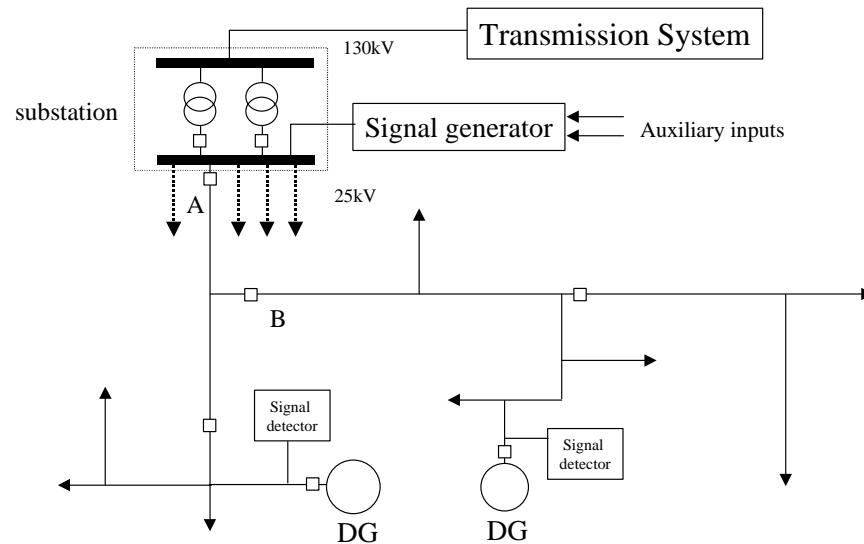 Transmission System
130kV
substation
Signal generator
Auxiliary inputs
25kV
A
B
Signal
detector
Signal
detector
DG
DG